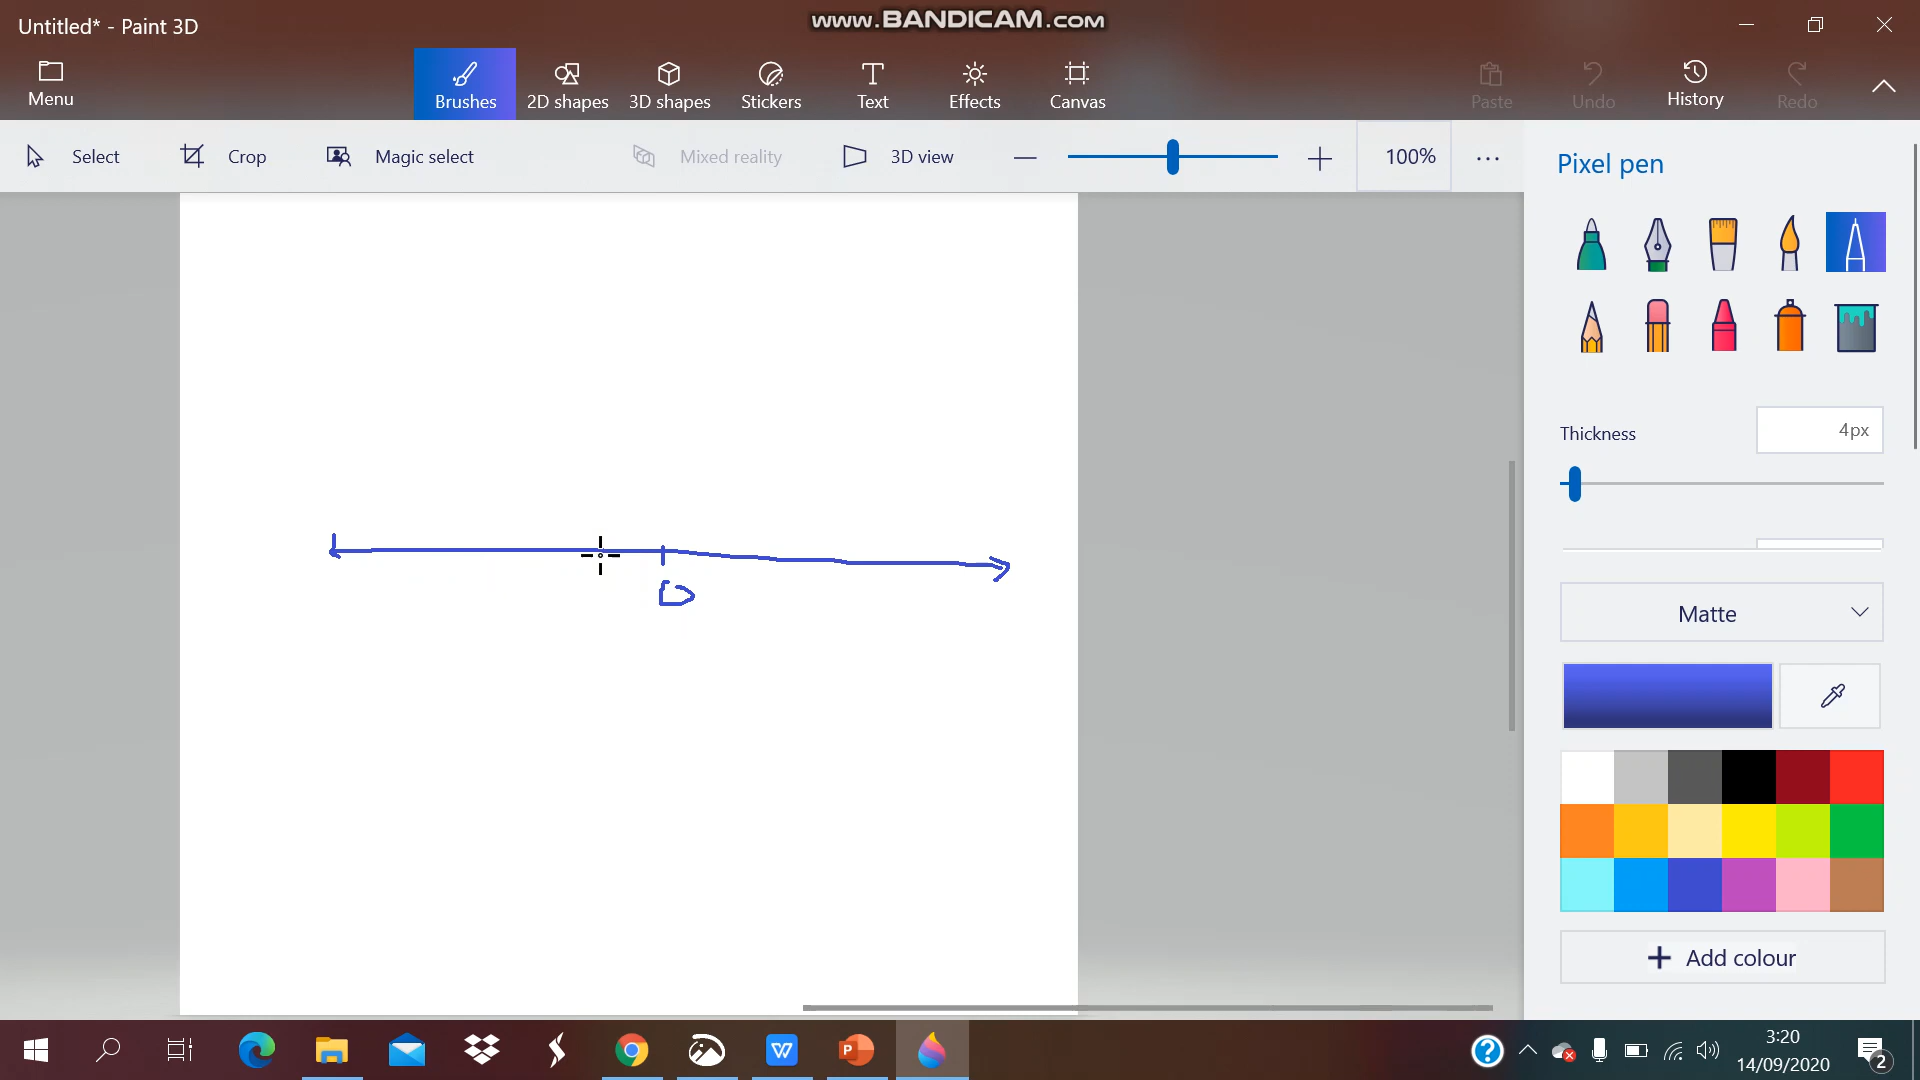 Untitled* - Paint 3D
www.BANDICAM.com
Menu
Brushes
2D shapes
3D shapes
Stickers
Text
Effects
Canvas
Paste
Undo
History
Redo
Select
Crop
Magic select
Mixed reality
3D view
100%
Pixel pen
Thickness
4px
Matte
Add colour
3:20
14/09/2020
2